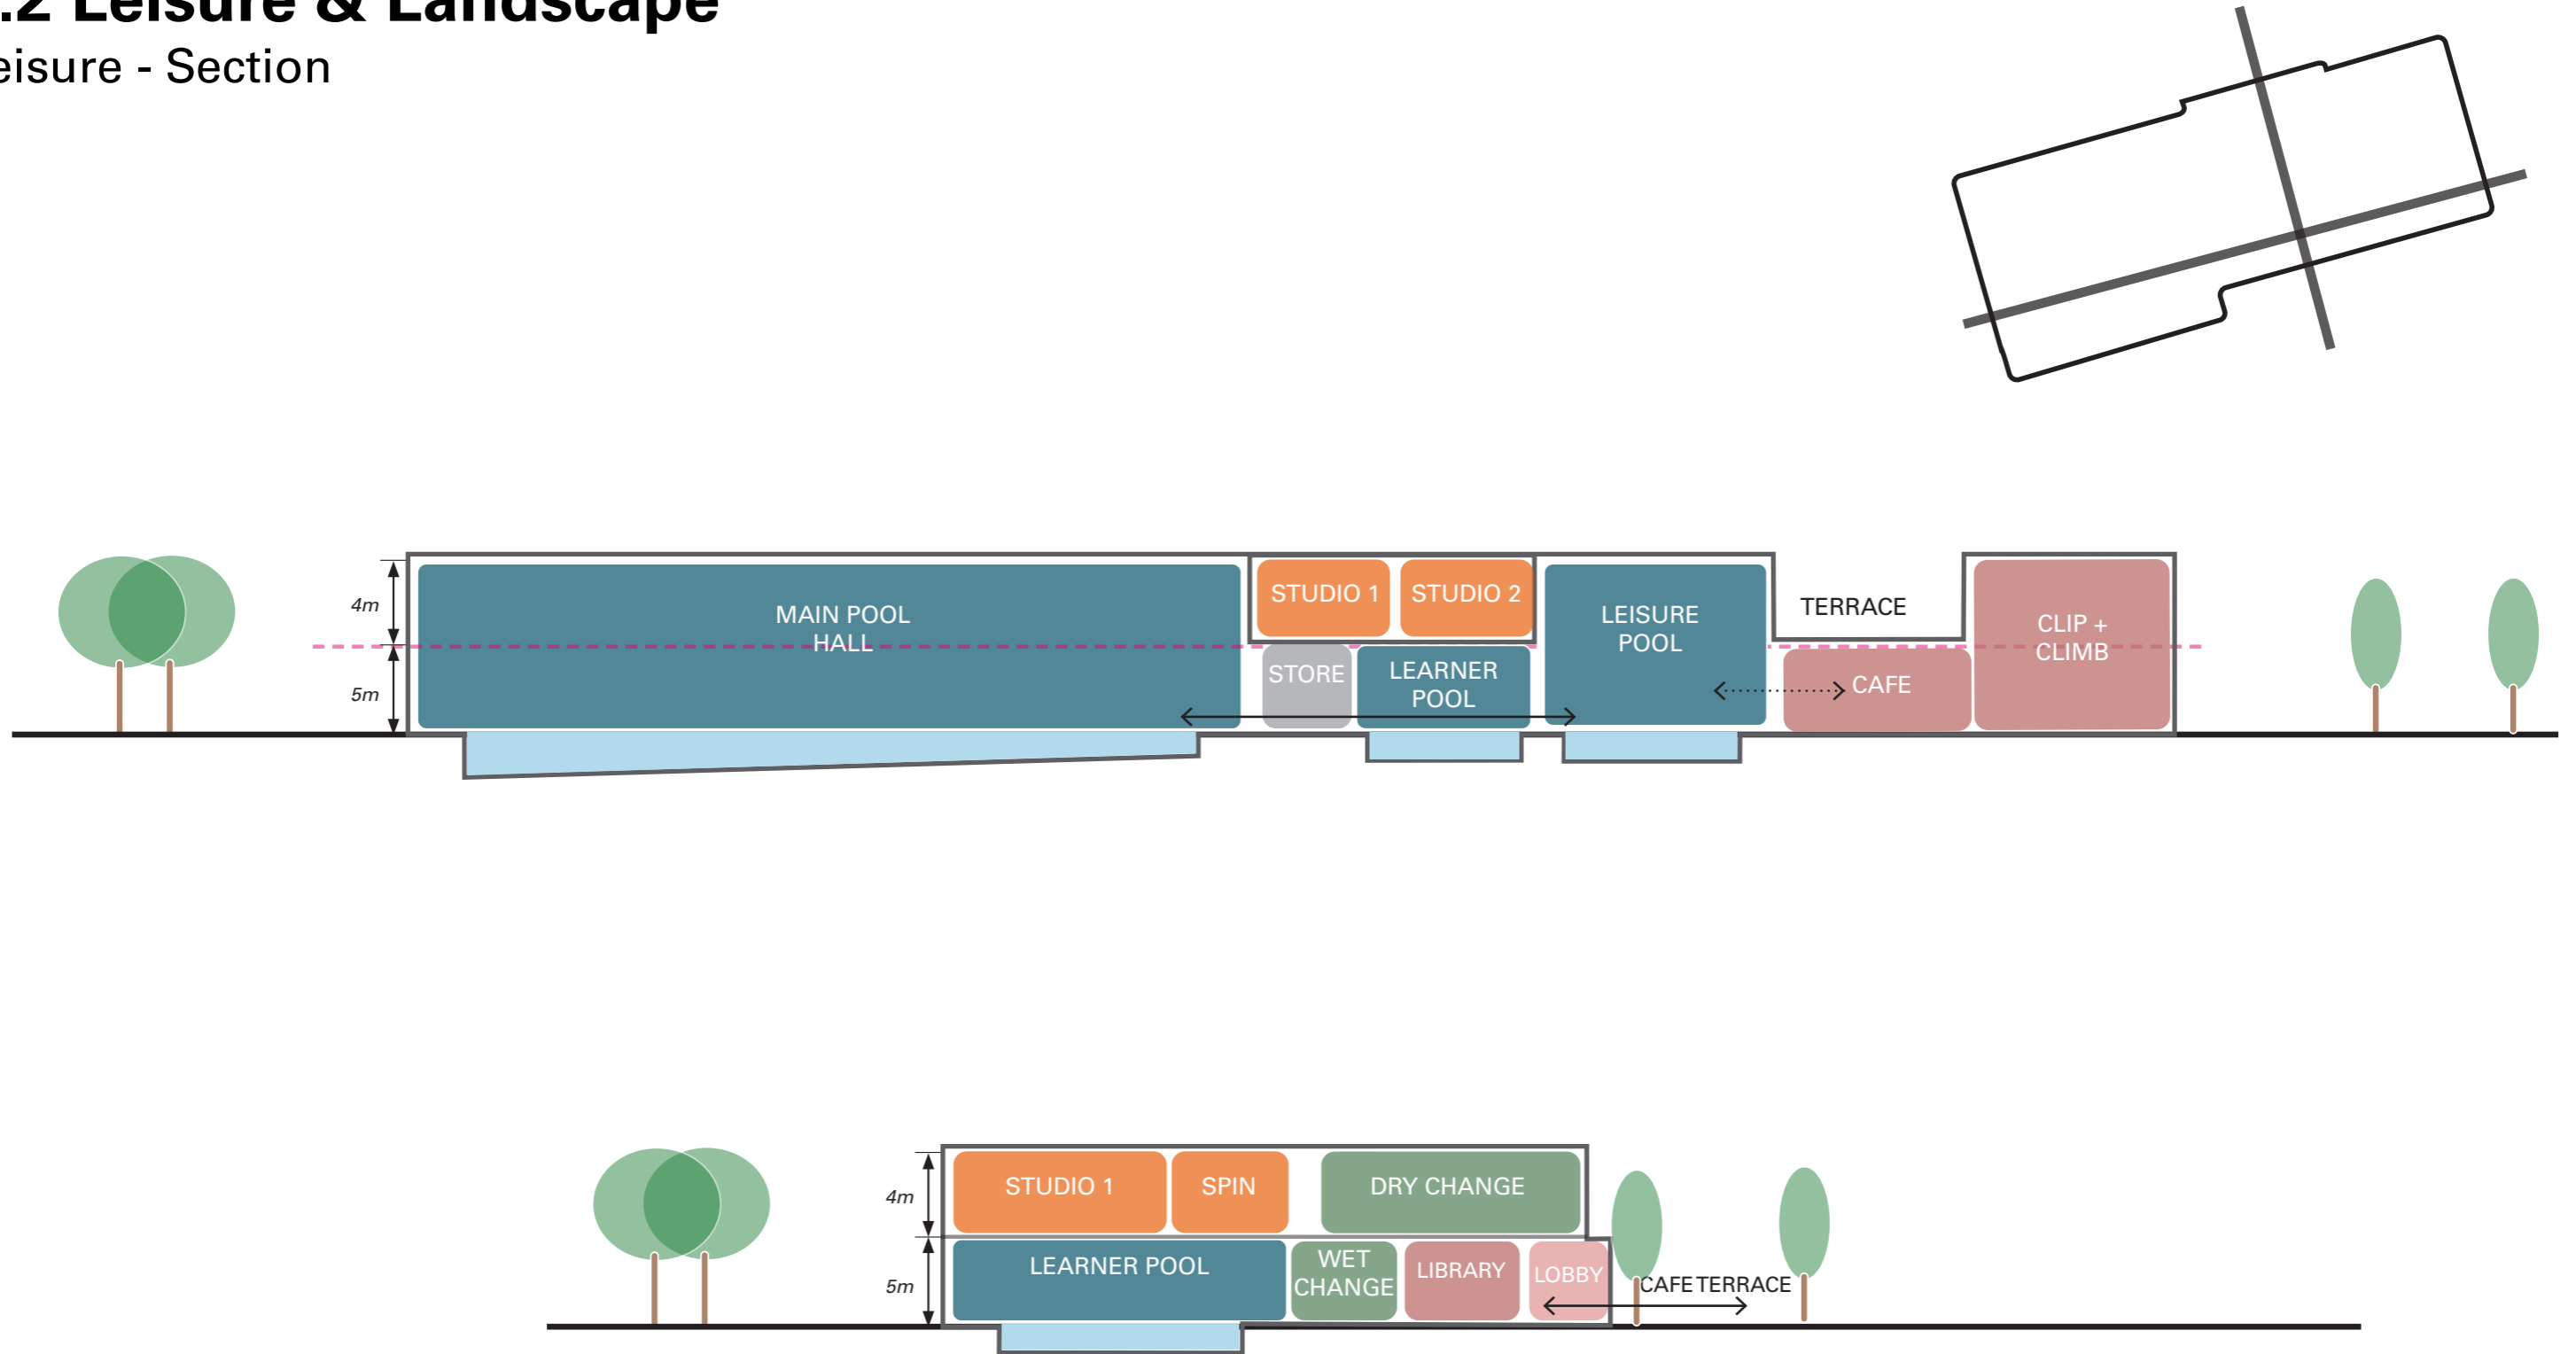 .2 Leisure & Landscape
eisure - Section
4m
5m
MAIN POOL
HALL
STUDIO 1
STUDIO 2
STORE
LEARNER
POOL
LEISURE
POOL
TERRACE
CAFE
CLIP +
CLIMB
4m
5m
STUDIO 1
SPIN
DRY CHANGE
LEARNER POOL
WET
CHANGE
LIBRARY
LOBBY
CAFE TERRACE